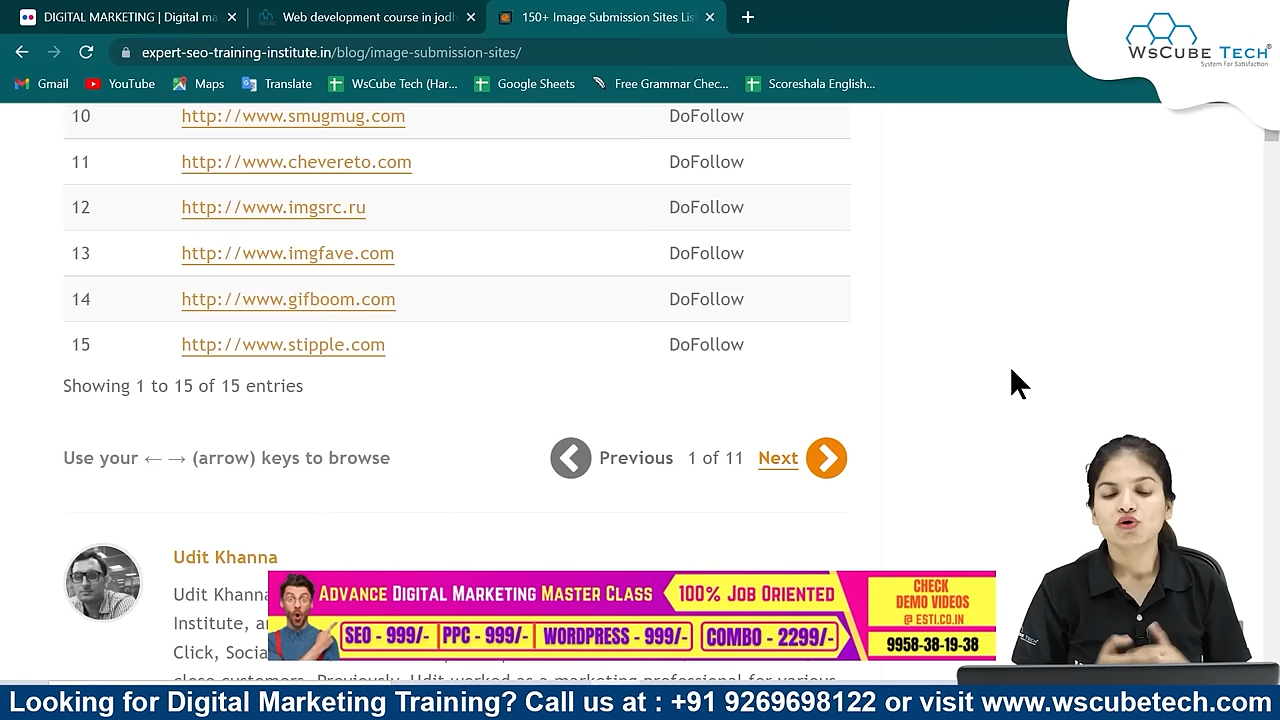 DIGITAL MARKETING | Digital ma
Web development course in jodh
150+ Image Submission Sites Lis
expert-seo-training-institute.in/blog/image-submission-sites/
Gmail
YouTube
Maps
Translate
WsCube Tech (Har...
Google Sheets
Free Grammar Chec...
Scoreshala English...
WsCube Tech®
System For Satisfaction
10 http://www.smugmug.com DoFollow
11 http://www.chevereto.com DoFollow
12 http://www.imgsrc.ru DoFollow
13 http://www.imgfave.com DoFollow
14 http://www.gifboom.com DoFollow
15 http://www.stipple.com DoFollow
Showing 1 to 15 of 15 entries
Use your ← → (arrow) keys to browse
Previous 1 of 11 Next
Udit Khanna
Udit Khanna
Institute, an
Click, Socia
ADVANCE DIGITAL MARKETING MASTER CLASS
100% JOB ORIENTED
SEO - 999/- PPC - 999/- WORDPRESS - 999/- COMBO - 2299/-
CHECK
DEMO VIDEOS
@ ESTI.CO.IN
9958-38-19-38
Looking for Digital Marketing Training? Call us at : +91 9269698122 or visit www.wscubetech.com